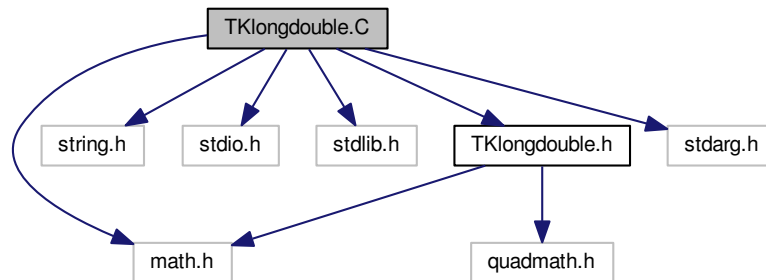 TKlongdouble.C
string.h
stdio.h
stdlib.h
TKlongdouble.h
stdarg.h
math.h
quadmath.h